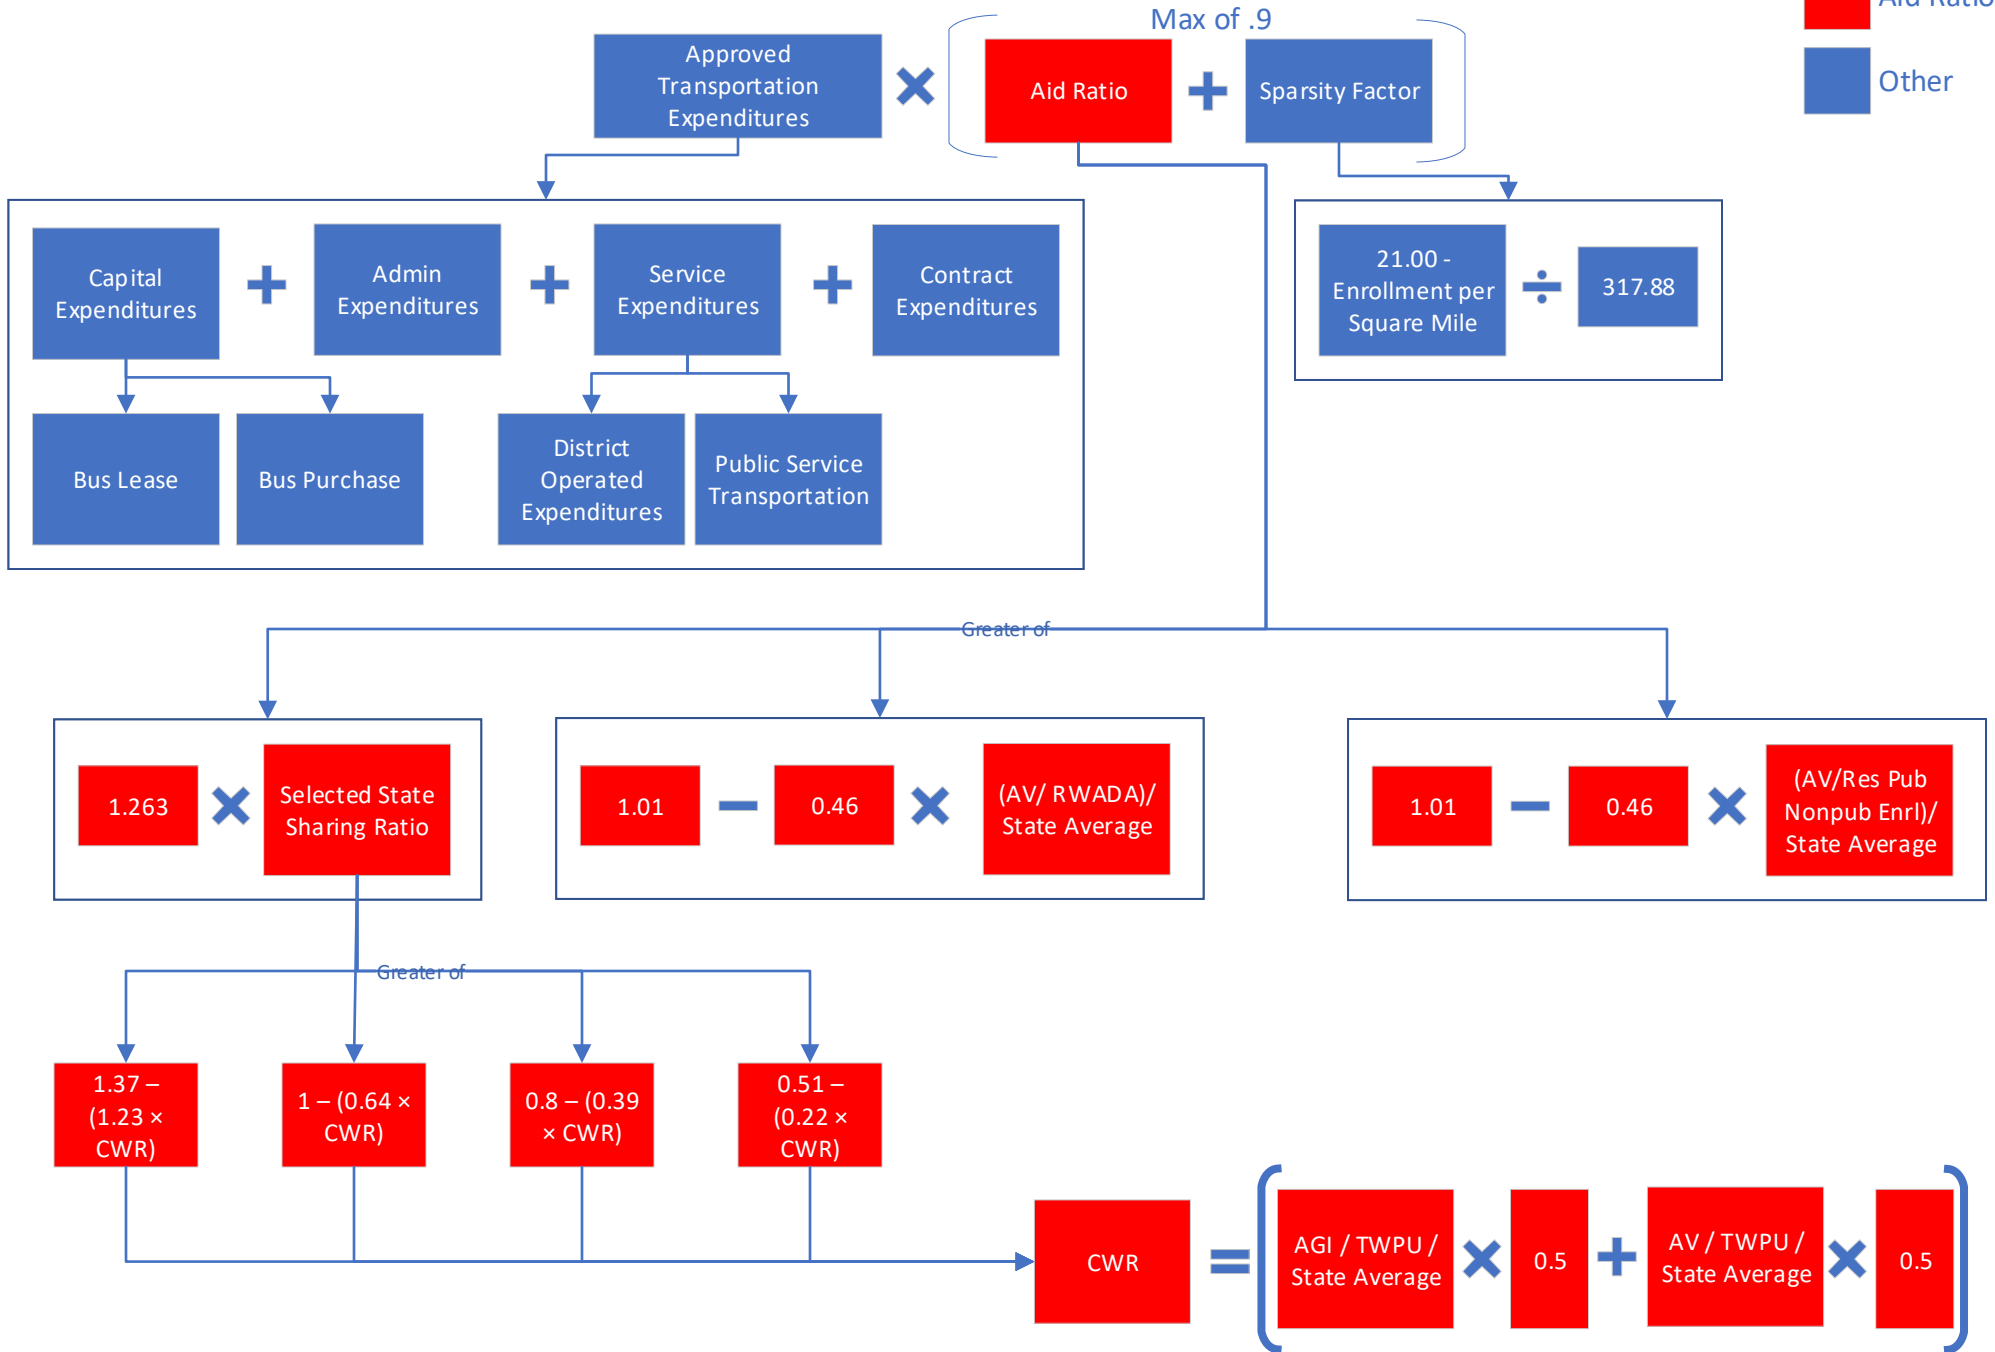 Max of .9
Aid Ratio
Other
Approved
Transportation
Expenditures
Aid Ratio
+
Sparsity Factor
×
Capital
Expenditures
+
Admin
Expenditures
+
Service
Expenditures
+
Contract
Expenditures
21.00 -
Enrollment per
Square Mile
÷
317.88
Bus Lease
Bus Purchase
District
Operated
Expenditures
Public Service
Transportation
Greater of
1.263
×
Selected State
Sharing Ratio
1.01
–
0.46
×
(AV/ RWADA)/
State Average
1.01
–
0.46
×
(AV/Res Pub
Nonpub Enrl)/
State Average
Greater of
1.37 –
(1.23 ×
CWR)
1 – (0.64 ×
CWR)
0.8 – (0.39
× CWR)
0.51 –
(0.22 ×
CWR)
CWR
=
AGI / TWPU /
State Average
×
0.5
+
AV / TWPU /
State Average
×
0.5